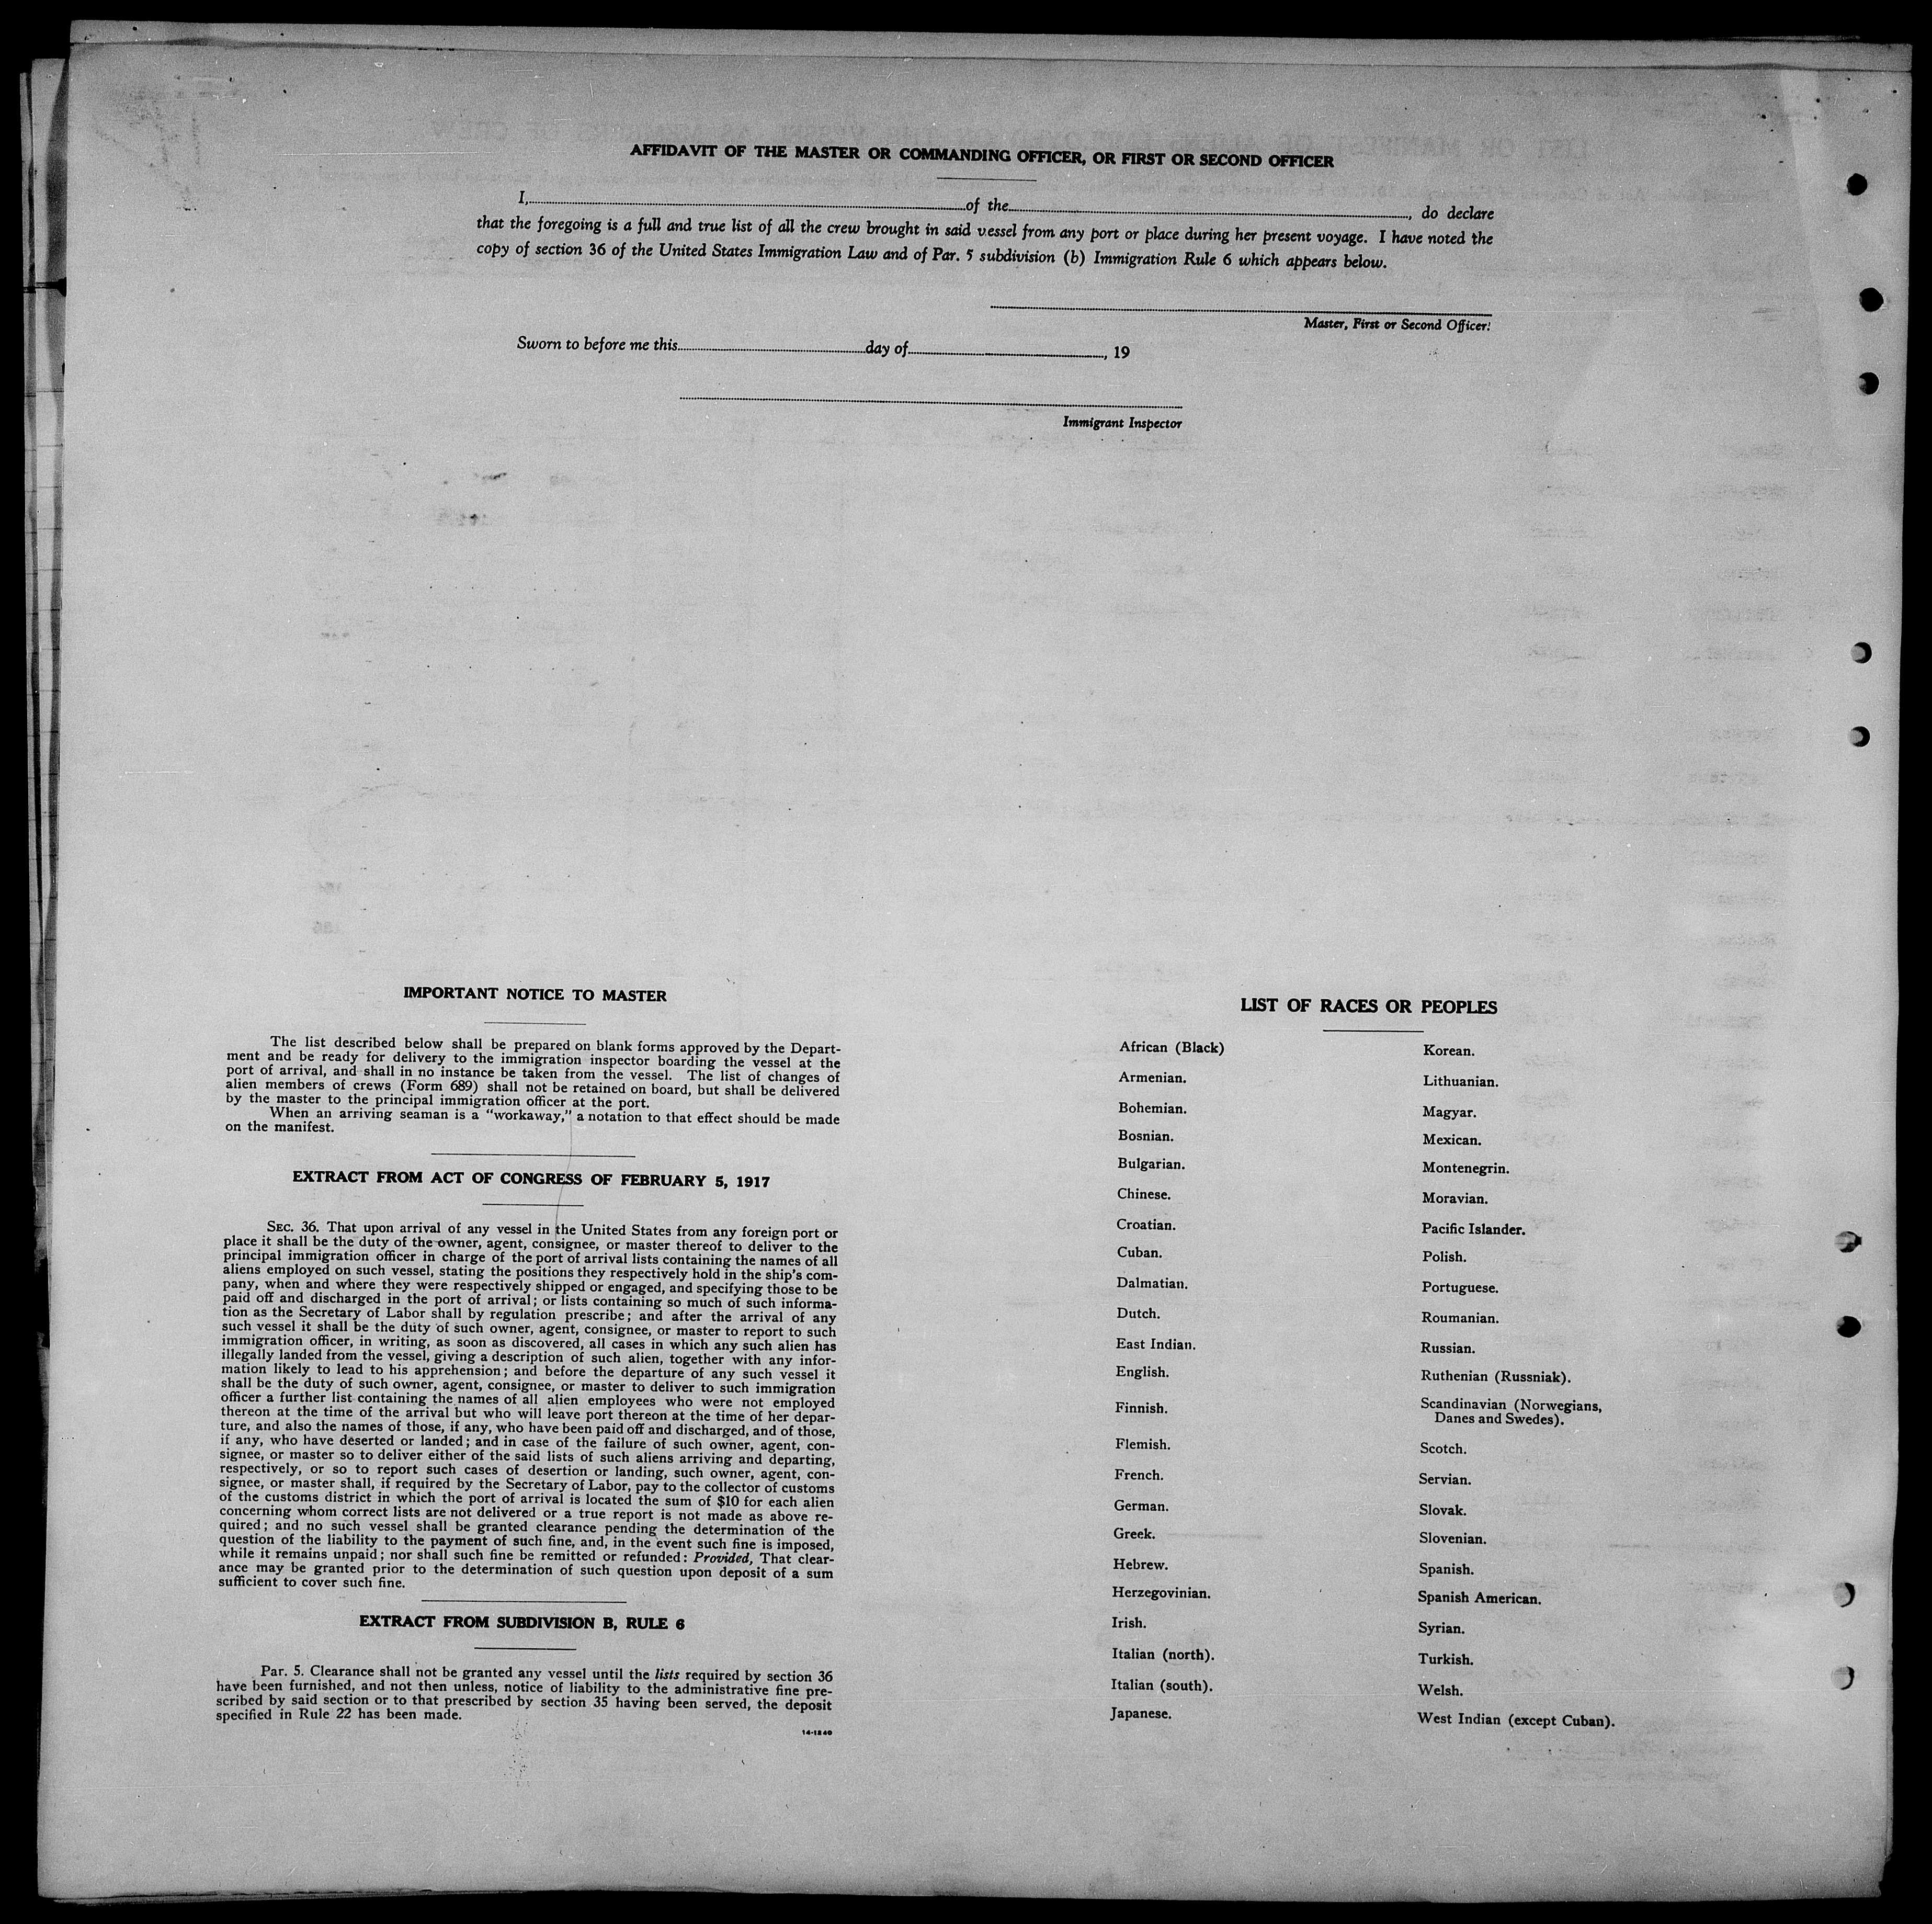 AFFIDAVIT OF THE MASTER OR COMMANDING OFFICER, OR FIRST OR SECOND OFFICER
I, of the , do declare
that the foregoing is a full and true list of all the crew brought in said vessel from any port or place during her present voyage. I have noted the
copy of section 36 of the United States Immigration Law and of Par. 5 subdivision (b) Immigration Rule 6 which appears below.
Master, First or Second Officer.
Sworn to before me this day of , 19
Immigrant Inspector
IMPORTANT NOTICE TO MASTER
The list described below shall be prepared on blank forms approved by the Depart-
ment and be ready for delivery to the immigration inspector boarding the vessel at the
port of arrival, and shall in no instance be taken from the vessel. The list of changes of
alien members of crews (Form 689) shall not be retained on board, but shall be delivered
by the master to the principal immigration officer at the port.
When an arriving seaman is a "workaway," a notation to that effect should be made
on the manifest.
EXTRACT FROM ACT OF CONGRESS OF FEBRUARY 5, 1917
SEC. 36. That upon arrival of any vessel in the United States from any foreign port or
place it shall be the duty of the owner, agent, consignee, or master thereof to deliver to the
principal immigration officer in charge of the port of arrival lists containing the names of all
aliens employed on such vessel, stating the positions they respectively hold in the ship's com-
pany, when and where they were respectively shipped or engaged, and specifying those to be
paid off and discharged in the port of arrival; or lists containing so much of such informa-
tion as the Secretary of Labor shall by regulation prescribe; and after the arrival of any
such vessel it shall be the duty of such owner, agent, consignee, or master to report to such
immigration officer, in writing, as soon as discovered, all cases in which any such alien has
illegally landed from the vessel, giving a description of such alien, together with any infor-
mation likely to lead to his apprehension; and before the departure of any such vessel it
shall be the duty of such owner, agent, consignee, or master to deliver to such immigration
officer a further list containing the names of all alien employees who were not employed
thereon at the time of the arrival but who will leave port thereon at the time of her depar-
ture, and also the names of those, if any, who have been paid off and discharged, and of those,
if any, who have deserted or landed; and in case of the failure of such owner, agent, con-
signee, or master so to deliver either of the said lists of such aliens arriving and departing,
respectively, or so to report such cases of desertion or landing, such owner, agent, con-
signee, or master shall, if required by the Secretary of Labor, pay to the collector of customs
of the customs district in which the port of arrival is located the sum of $10 for each alien
concerning whom correct lists are not delivered or a true report is not made as above re-
quired; and no such vessel shall be granted clearance pending the determination of the
question of the liability to the payment of such fine, and, in the event such fine is imposed,
while it remains unpaid; nor shall such fine be remitted or refunded: Provided, That clear-
ance may be granted prior to the determination of such question upon deposit of a sum
sufficient to cover such fine.
EXTRACT FROM SUBDIVISION B, RULE 6
Par. 5. Clearance shall not be granted any vessel until the lists required by section 36
have been furnished, and not then unless, notice of liability to the administrative fine pre-
scribed by said section or to that prescribed by section 35 having been served, the deposit
specified in Rule 22 has been made.
14-1240
LIST OF RACES OR PEOPLES
African (Black)
Armenian.
Bohemian.
Bosnian.
Bulgarian.
Chinese.
Croatian.
Cuban.
Dalmatian.
Dutch.
East Indian.
English.
Finnish.
Flemish.
French.
German.
Greek.
Hebrew.
Herzegovinian.
Irish.
Italian (north).
Italian (south).
Japanese.
Korean.
Lithuanian.
Magyar.
Mexican.
Montenegrin.
Moravian.
Pacific Islander.
Polish.
Portuguese.
Roumanian.
Russian.
Ruthenian (Russniak).
Scandinavian (Norwegians,
Danes and Swedes).
Scotch.
Servian.
Slovak.
Slovenian.
Spanish.
Spanish American.
Syrian.
Turkish.
Welsh.
West Indian (except Cuban).